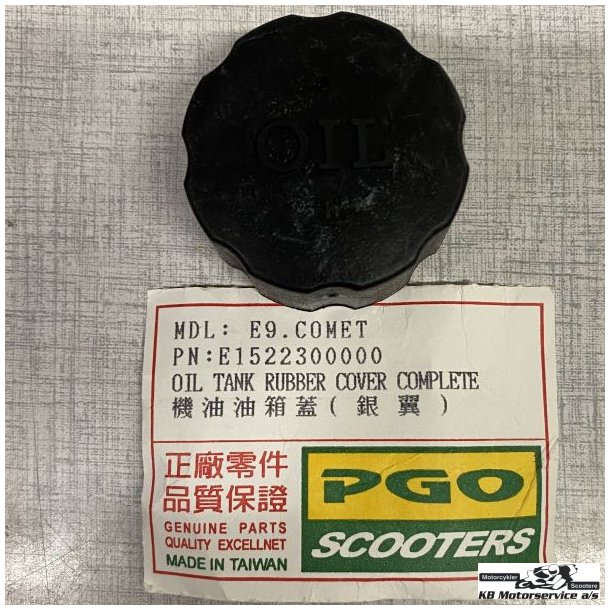 OIL
MDL: E9.COMET
PN:E1522300000
OIL TANK RUBBER COVER COMPLETE
機油油箱蓋(銀翼)
正廠零件
品質保證
GENUINE PARTS
QUALITY EXCELLNET
MADE IN TAIWAN
PGO
SCOOTERS
Motorcykler Scootere
KB Motorservice a/s